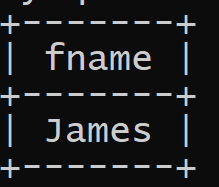 +-------+
| fname |
+-------+
| James |
+-------+